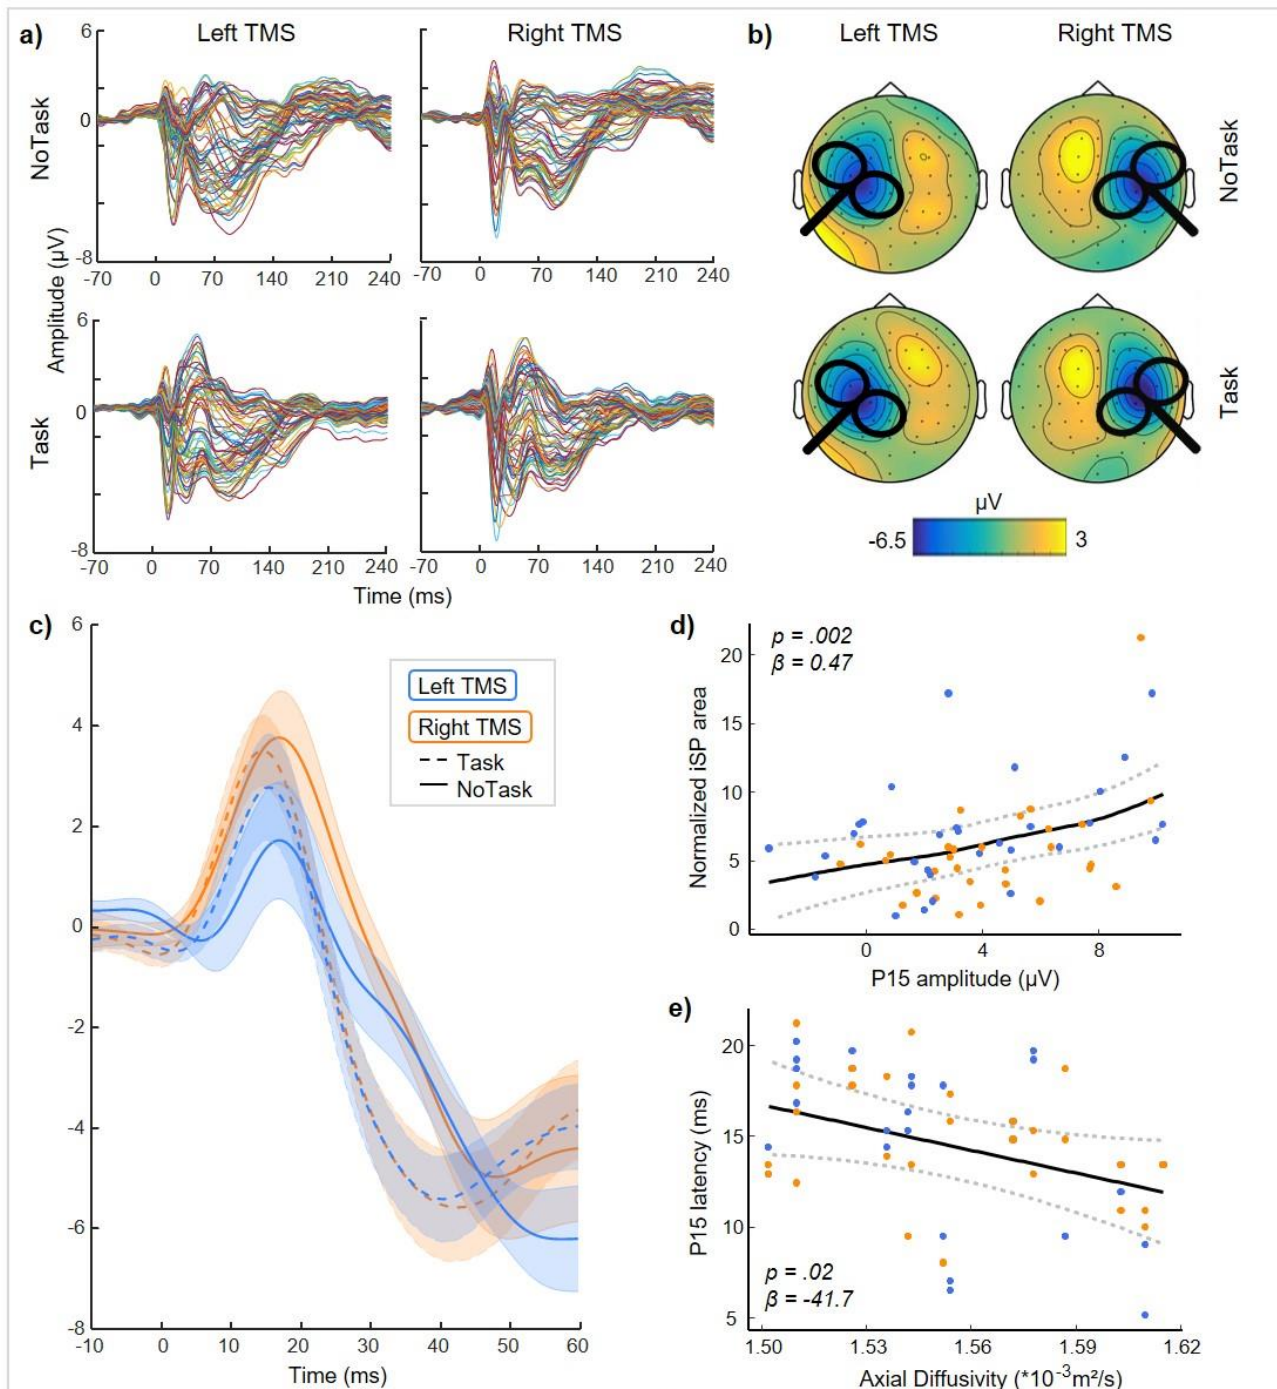 a) Left TMS Right TMS
b) Left TMS Right TMS
6
0
-8
NoTask
-70 0 70 140 210 240
-70 0 70 140 210 240
NoTask
Amplitude (µV)
6
0
-8
Task
-70 0 70 140 210 240
-70 0 70 140 210 240
Time (ms)
Task
µV
-6.5 3
c)
6
4
2
0
-2
-4
-6
-8
-10 0 10 20 30 40 50 60
Time (ms)
Left TMS
Right TMS
Task
NoTask
d)
p = .002
β = 0.47
Normalized iSP area
20
15
10
5
0
0 4 8
P15 amplitude (µV)
e)
P15 latency (ms)
20
15
10
5
p = .02
β = -41.7
1.50 1.53 1.56 1.59 1.62
Axial Diffusivity (*10⁻³m²/s)